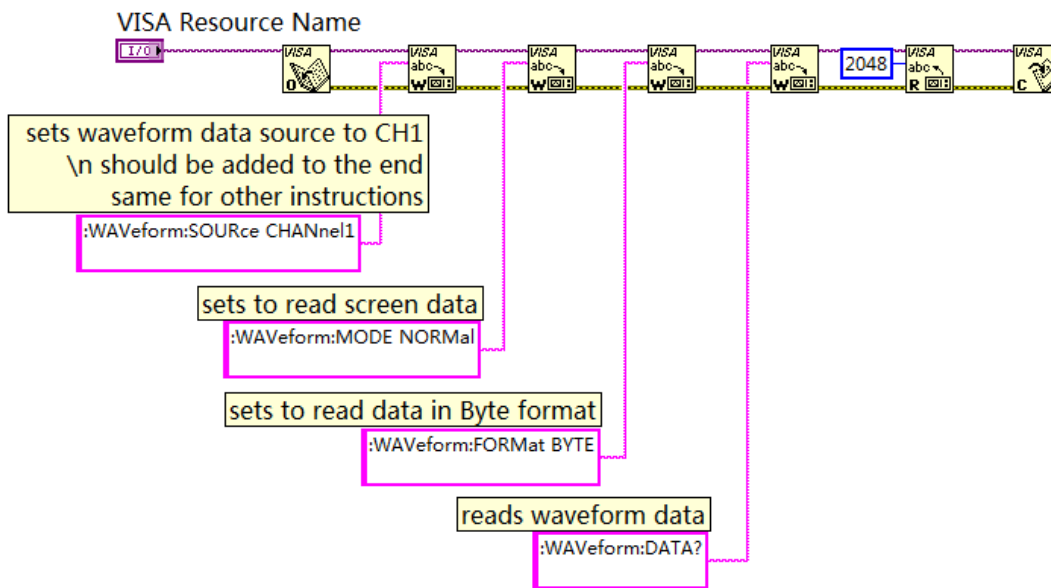 VISA Resource Name
I/O
VISA
O
VISA
abc
W
VISA
abc
W
VISA
abc
W
VISA
abc
W
2048
VISA
abc
R
VISA
C
sets waveform data source to CH1
\n should be added to the end
same for other instructions
:WAVeform:SOURce CHANnel1
sets to read screen data
:WAVeform:MODE NORMal
sets to read data in Byte format
:WAVeform:FORMat BYTE
reads waveform data
:WAVeform:DATA?